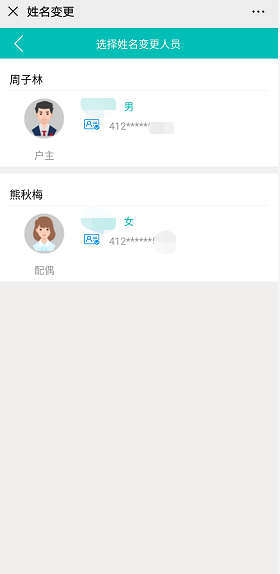 姓名变更
选择姓名变更人员
周子林
男
412******
户主
熊秋梅
女
412******
配偶